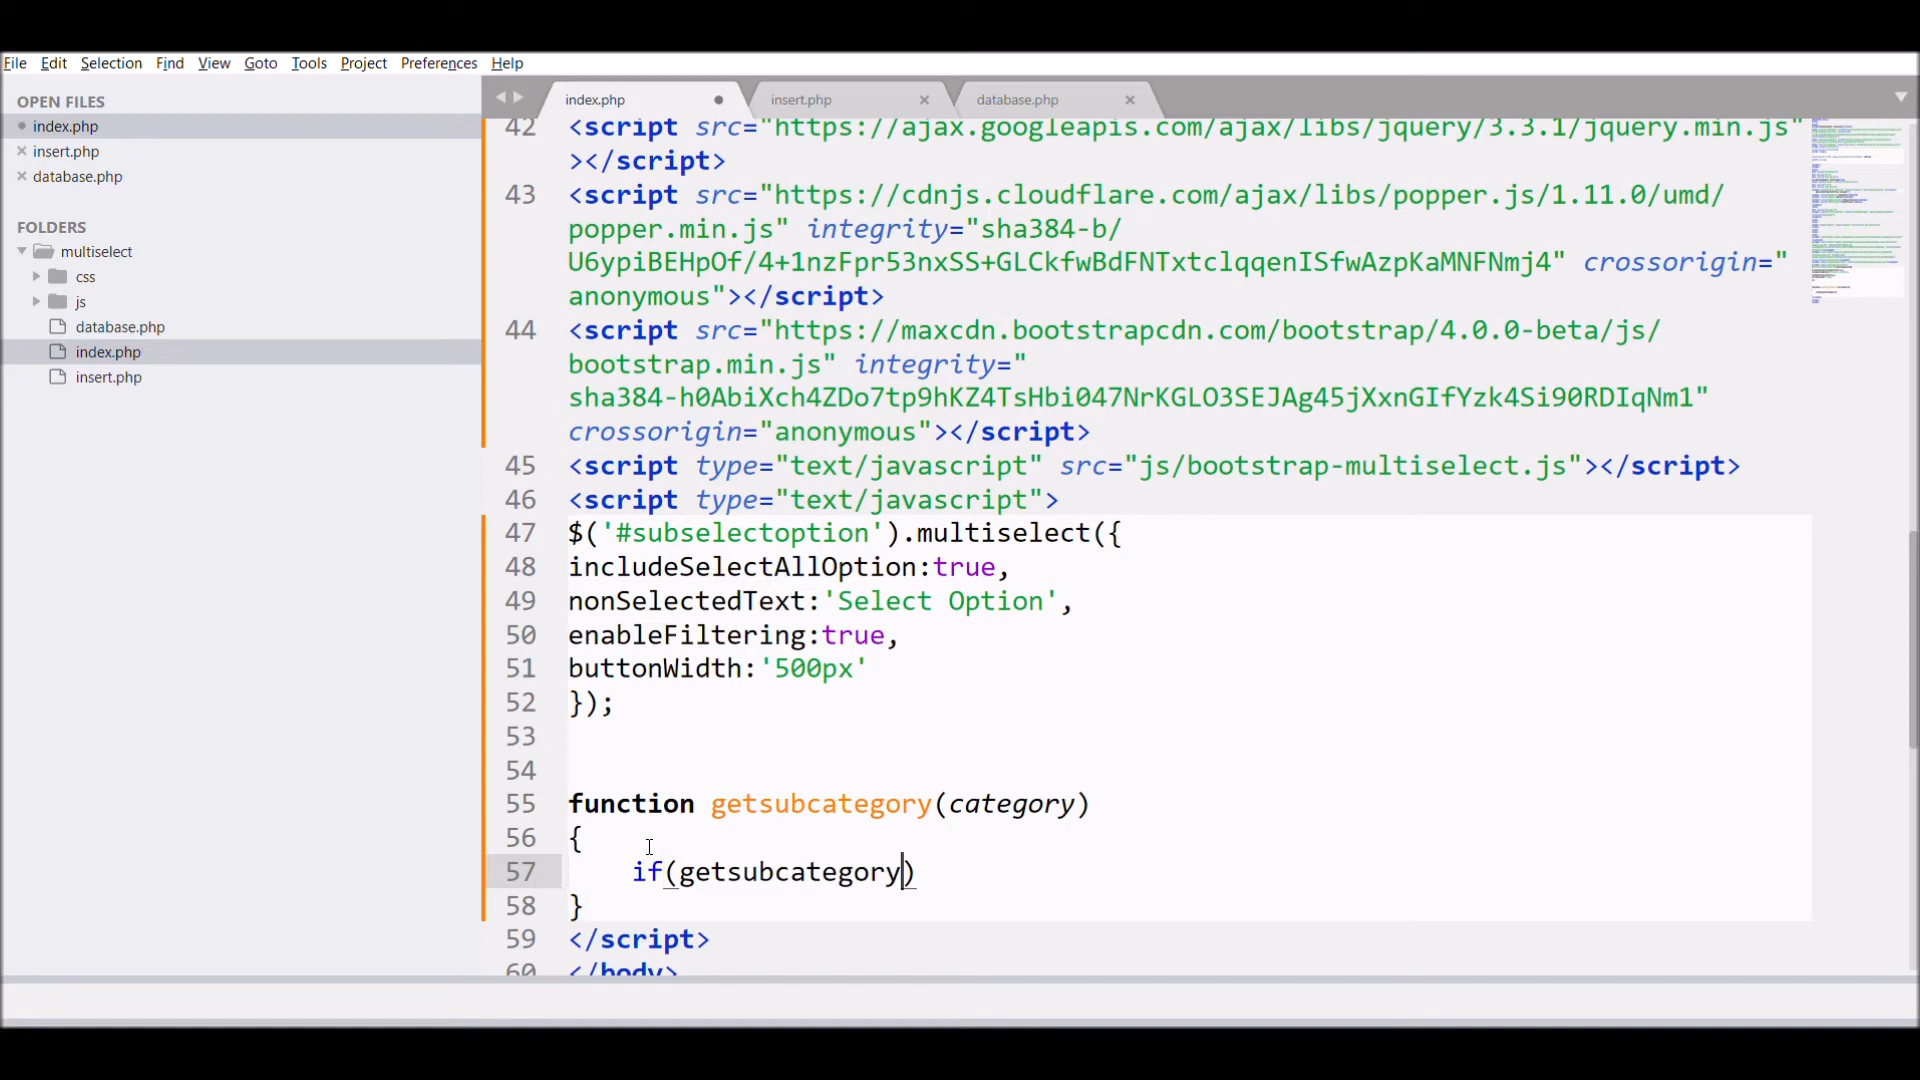 File Edit Selection Find View Goto Tools Project Preferences Help
OPEN FILES
index.php
insert.php
database.php
FOLDERS
multiselect
css
js
database.php
index.php
insert.php
index.php insert.php database.php
42 <script src="https://ajax.googleapis.com/ajax/libs/jquery/3.3.1/jquery.min.js"
></script>
43 <script src="https://cdnjs.cloudflare.com/ajax/libs/popper.js/1.11.0/umd/
popper.min.js" integrity="sha384-b/
U6ypiBEHpOf/4+1nzFpr53nxSS+GLCkfwBdFNTxtclqqenISfwAzpKaMNFNmj4" crossorigin="
anonymous"></script>
44 <script src="https://maxcdn.bootstrapcdn.com/bootstrap/4.0.0-beta/js/
bootstrap.min.js" integrity="
sha384-h0AbiXch4ZDo7tp9hKZ4TsHbi047NrKGLO3SEJAg45jXxnGIfYzk4Si90RDIqNm1"
crossorigin="anonymous"></script>
45 <script type="text/javascript" src="js/bootstrap-multiselect.js"></script>
46 <script type="text/javascript">
47 $('#subselectoption').multiselect({
48 includeSelectAllOption:true,
49 nonSelectedText:'Select Option',
50 enableFiltering:true,
51 buttonWidth:'500px'
52 });
53
54
55 function getsubcategory(category)
56 {
57 if(getsubcategory)
58 }
59 </script>
60 </body>